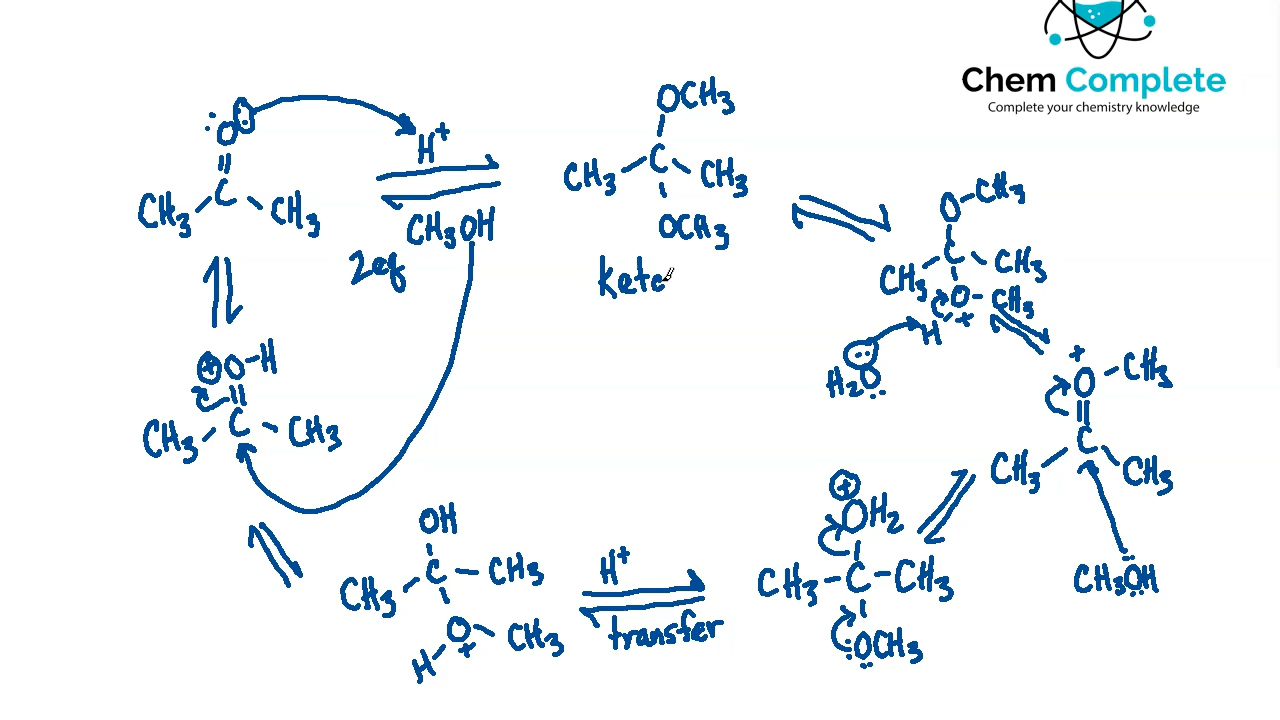 Chem Complete
Complete your chemistry knowledge
O
C
CH3
CH3
H+
CH3OH
2eq
OCH3
C
CH3
CH3
OCH3
kete
O-CH3
C
CH3
CH3
O-CH3
H +
H2O
+
O-CH3
C
CH3
CH3
CH3OH
+
OH2
CH3-C-CH3
OCH3
H+
transfer
OH
C-CH3
CH3
O-CH3
H +
+ O-H
C
CH3
CH3